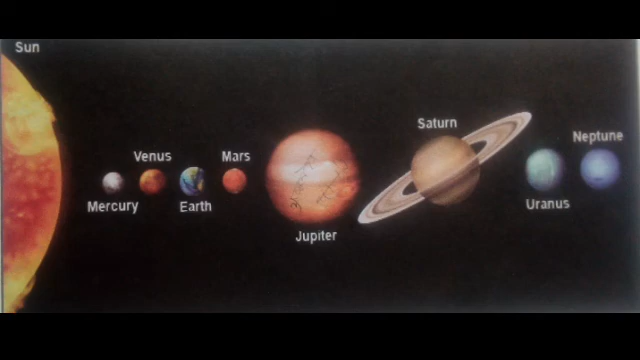 Sun
Mercury
Venus
Earth
Mars
Jupiter
Saturn
Uranus
Neptune